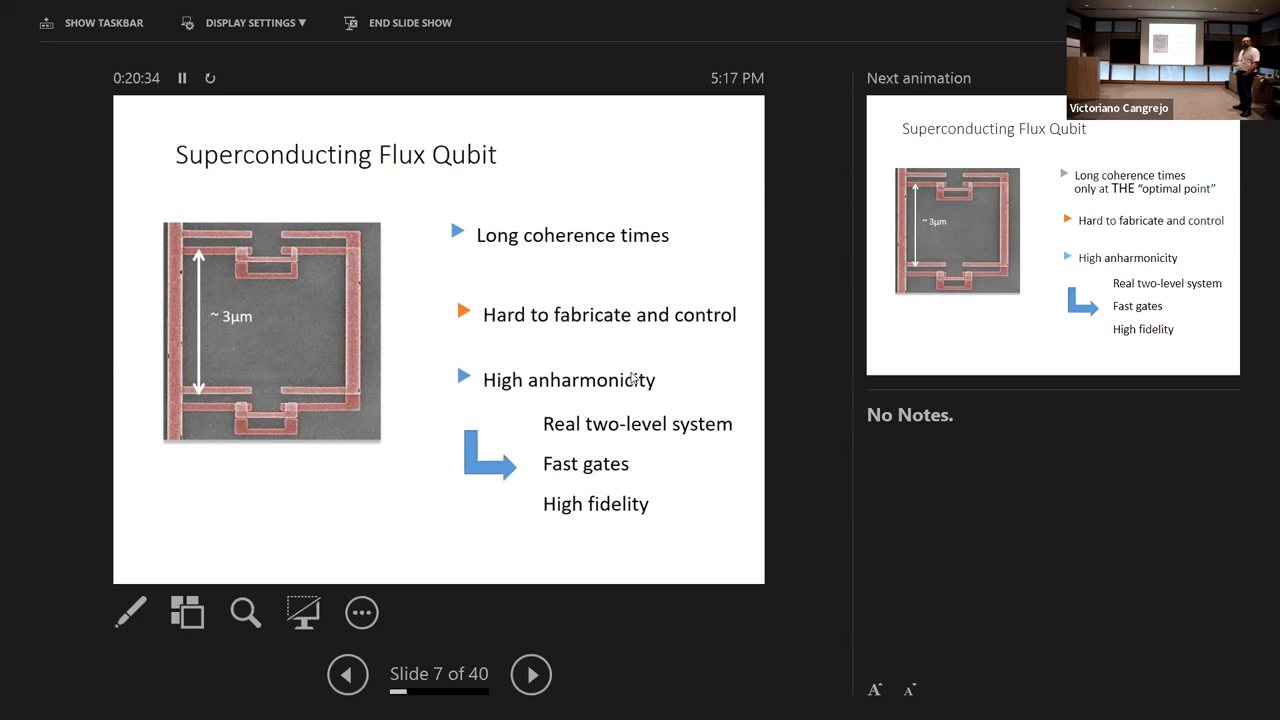 SHOW TASKBAR
DISPLAY SETTINGS ▼
END SLIDE SHOW
0:20:34
5:17 PM
Superconducting Flux Qubit
~ 3μm
Long coherence times
Hard to fabricate and control
High anharmonicity
Real two-level system
Fast gates
High fidelity
Slide 7 of 40
Next animation
Victoriano Cangrejo
Superconducting Flux Qubit
~ 3μm
Long coherence times
only at THE “optimal point”
Hard to fabricate and control
High anharmonicity
Real two-level system
Fast gates
High fidelity
No Notes.
A A